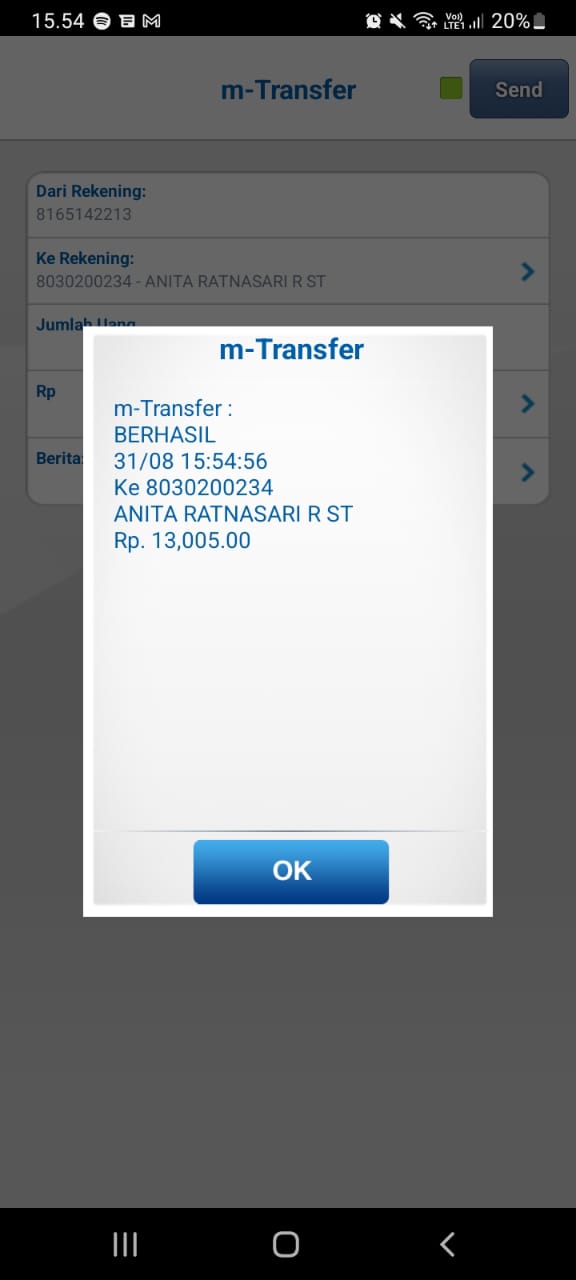 15.54
Vo))
LTE1
20%
m-Transfer
Send
Dari Rekening:
8165142213
Ke Rekening:
8030200234 - ANITA RATNASARI R ST
Jumlah Uang
Rp
Berita:
m-Transfer
m-Transfer :
BERHASIL
31/08 15:54:56
Ke 8030200234
ANITA RATNASARI R ST
Rp. 13,005.00
OK